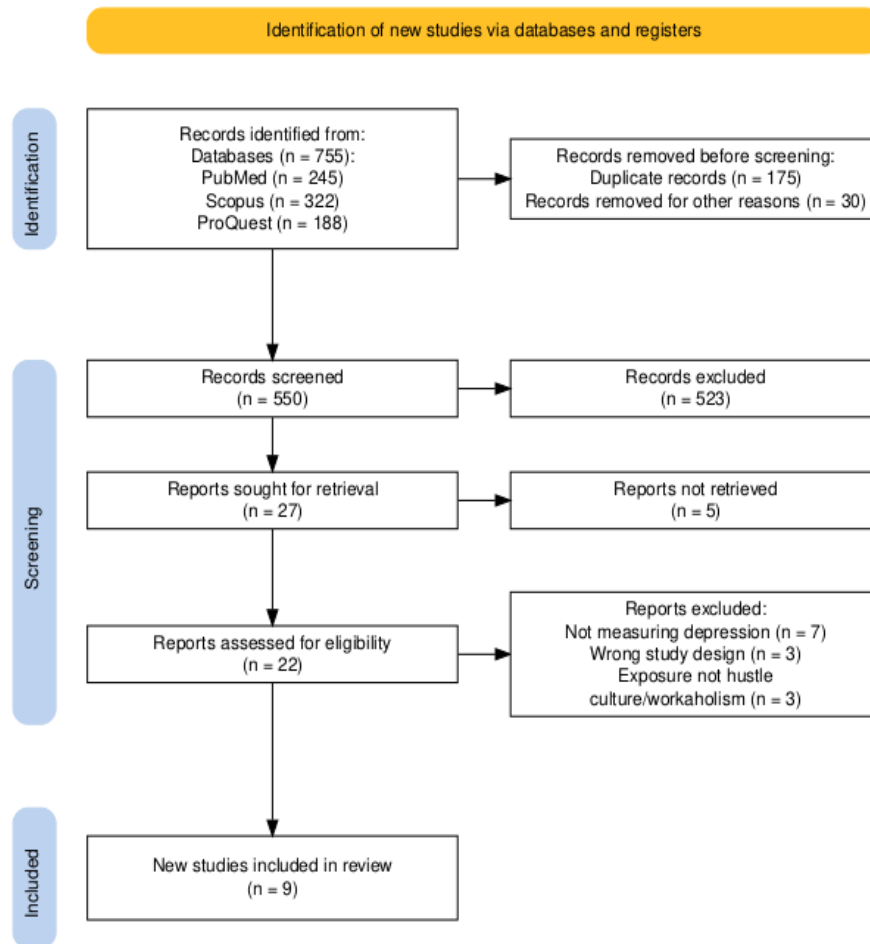 Identification of new studies via databases and registers
Identification
Records identified from:
Databases (n = 755):
PubMed (n = 245)
Scopus (n = 322)
ProQuest (n = 188)
Records removed before screening:
Duplicate records (n = 175)
Records removed for other reasons (n = 30)
Screening
Records screened
(n = 550)
Records excluded
(n = 523)
Reports sought for retrieval
(n = 27)
Reports not retrieved
(n = 5)
Reports assessed for eligibility
(n = 22)
Reports excluded:
Not measuring depression (n = 7)
Wrong study design (n = 3)
Exposure not hustle
culture/workaholism (n = 3)
Included
New studies included in review
(n = 9)